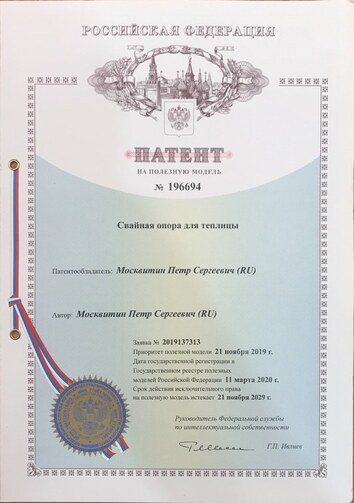 РОССИЙСКАЯ ФЕДЕРАЦИЯ
ПАТЕНТ
НА ПОЛЕЗНУЮ МОДЕЛЬ
№ 196694
Свайная опора для теплицы
Патентообладатель: Москвитин Петр Сергеевич (RU)
Автор: Москвитин Петр Сергеевич (RU)
Заявка № 2019137313
Приоритет полезной модели 21 ноября 2019 г.
Дата государственной регистрации в
Государственном реестре полезных
моделей Российской Федерации 11 марта 2020 г.
Срок действия исключительного права
на полезную модель истекает 21 ноября 2029 г.
Руководитель Федеральной службы
по интеллектуальной собственности
Г.П. Ивлиев